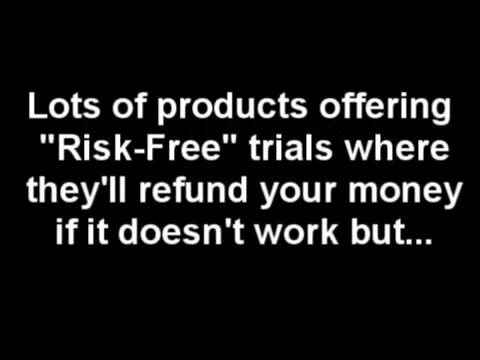 Lots of products offering
"Risk-Free" trials where
they'll refund your money
if it doesn't work but...